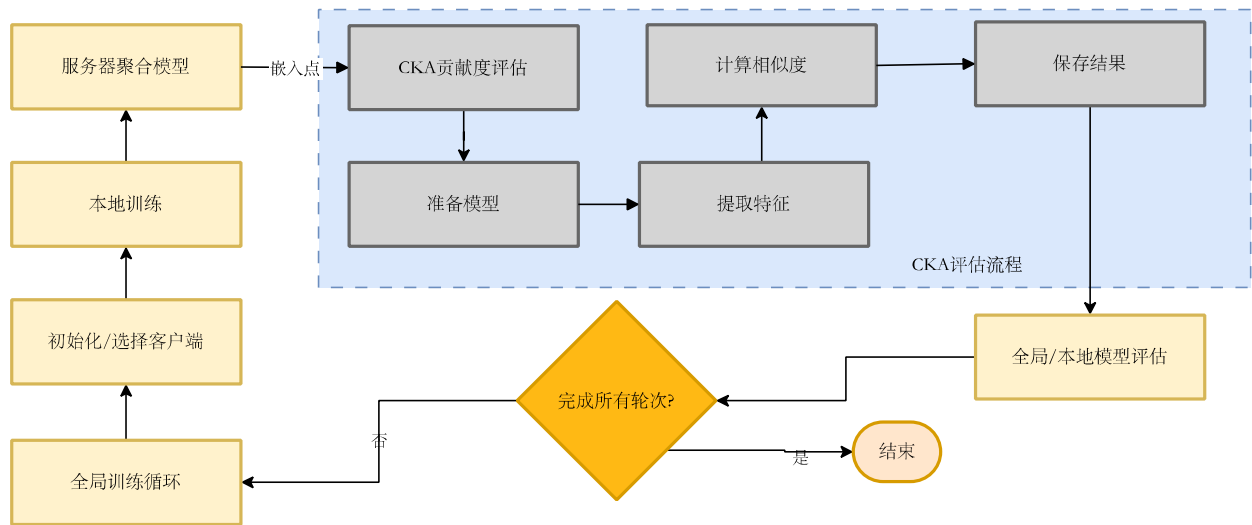 服务器聚合模型
嵌入点
CKA贡献度评估
计算相似度
保存结果
本地训练
准备模型
提取特征
CKA评估流程
初始化/选择客户端
全局/本地模型评估
完成所有轮次?
否
是
结束
全局训练循环